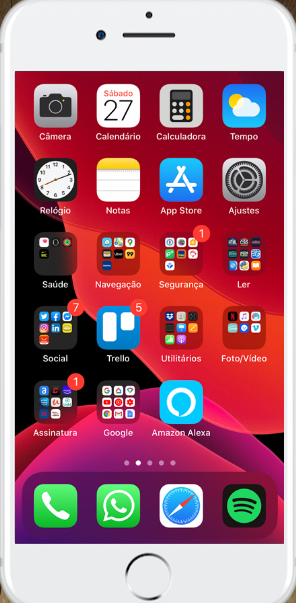 Sábado
27
Câmera
Calendário
Calculadora
Tempo
Relógio
Notas
App Store
Ajustes
1
Saúde
Navegação
Segurança
Ler
7
5
Social
Trello
Utilitários
Foto/Vídeo
1
Assinatura
Google
Amazon Alexa